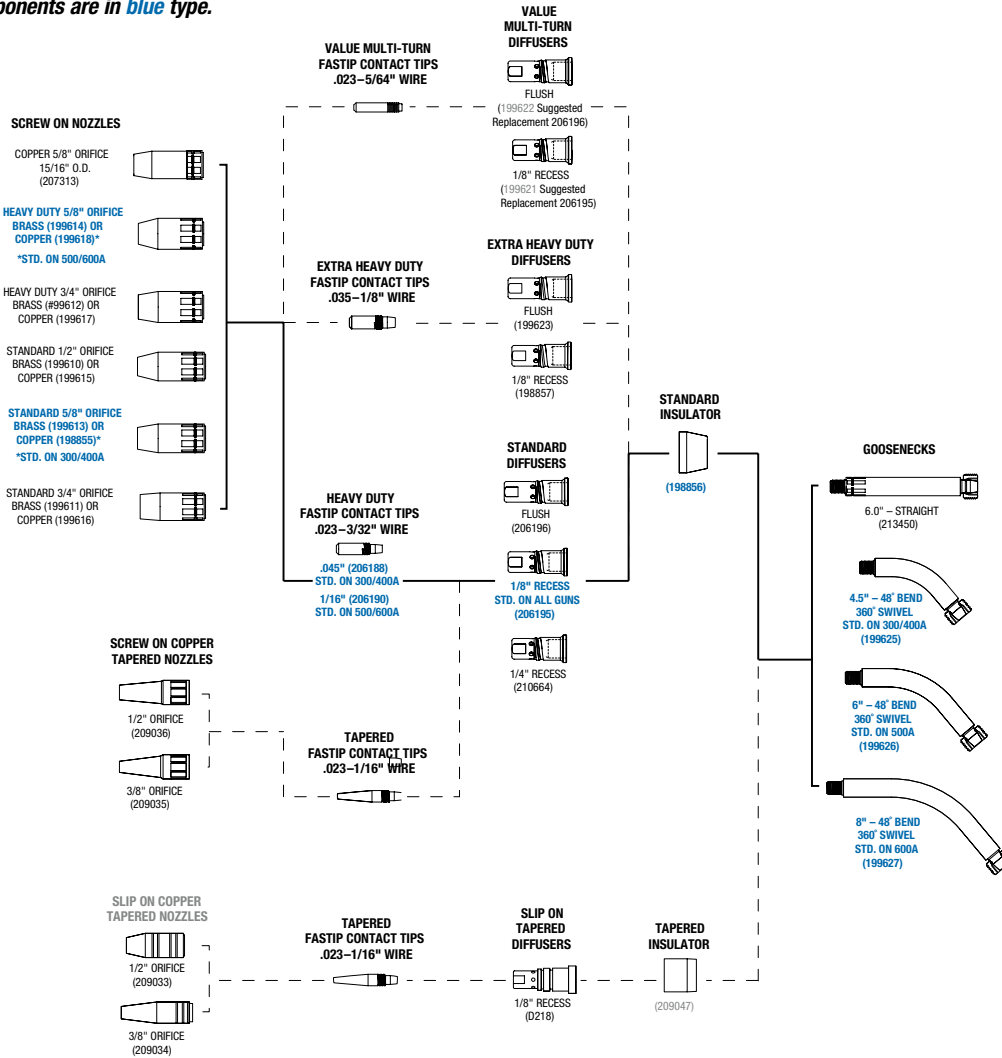 ponents are in blue type.
VALUE
MULTI-TURN
DIFFUSERS
VALUE MULTI-TURN
FASTIP CONTACT TIPS
.023–5/64" WIRE
FLUSH
(199622 Suggested
Replacement 206196)
1/8" RECESS
(199621 Suggested
Replacement 206195)
SCREW ON NOZZLES
COPPER 5/8" ORIFICE
15/16" O.D.
(207313)
HEAVY DUTY 5/8" ORIFICE
BRASS (199614) OR
COPPER (199618)*
*STD. ON 500/600A
HEAVY DUTY 3/4" ORIFICE
BRASS (#99612) OR
COPPER (199617)
STANDARD 1/2" ORIFICE
BRASS (199610) OR
COPPER (199615)
STANDARD 5/8" ORIFICE
BRASS (199613) OR
COPPER (198855)*
*STD. ON 300/400A
STANDARD 3/4" ORIFICE
BRASS (199611) OR
COPPER (199616)
EXTRA HEAVY DUTY
FASTIP CONTACT TIPS
.035–1/8" WIRE
EXTRA HEAVY DUTY
DIFFUSERS
FLUSH
(199623)
1/8" RECESS
(198857)
HEAVY DUTY
FASTIP CONTACT TIPS
.023–3/32" WIRE
.045" (206188)
STD. ON 300/400A
1/16" (206190)
STD. ON 500/600A
STANDARD
DIFFUSERS
FLUSH
(206196)
1/8" RECESS
STD. ON ALL GUNS
(206195)
1/4" RECESS
(210664)
STANDARD
INSULATOR
(198856)
GOOSENECKS
6.0" – STRAIGHT
(213450)
4.5" – 48° BEND
360° SWIVEL
STD. ON 300/400A
(199625)
6" – 48° BEND
360° SWIVEL
STD. ON 500A
(199626)
8" – 48° BEND
360° SWIVEL
STD. ON 600A
(199627)
SCREW ON COPPER
TAPERED NOZZLES
1/2" ORIFICE
(209036)
3/8" ORIFICE
(209035)
TAPERED
FASTIP CONTACT TIPS
.023–1/16" WIRE
SLIP ON COPPER
TAPERED NOZZLES
1/2" ORIFICE
(209033)
3/8" ORIFICE
(209034)
TAPERED
FASTIP CONTACT TIPS
.023–1/16" WIRE
SLIP ON
TAPERED
DIFFUSERS
1/8" RECESS
(D218)
TAPERED
INSULATOR
(209047)